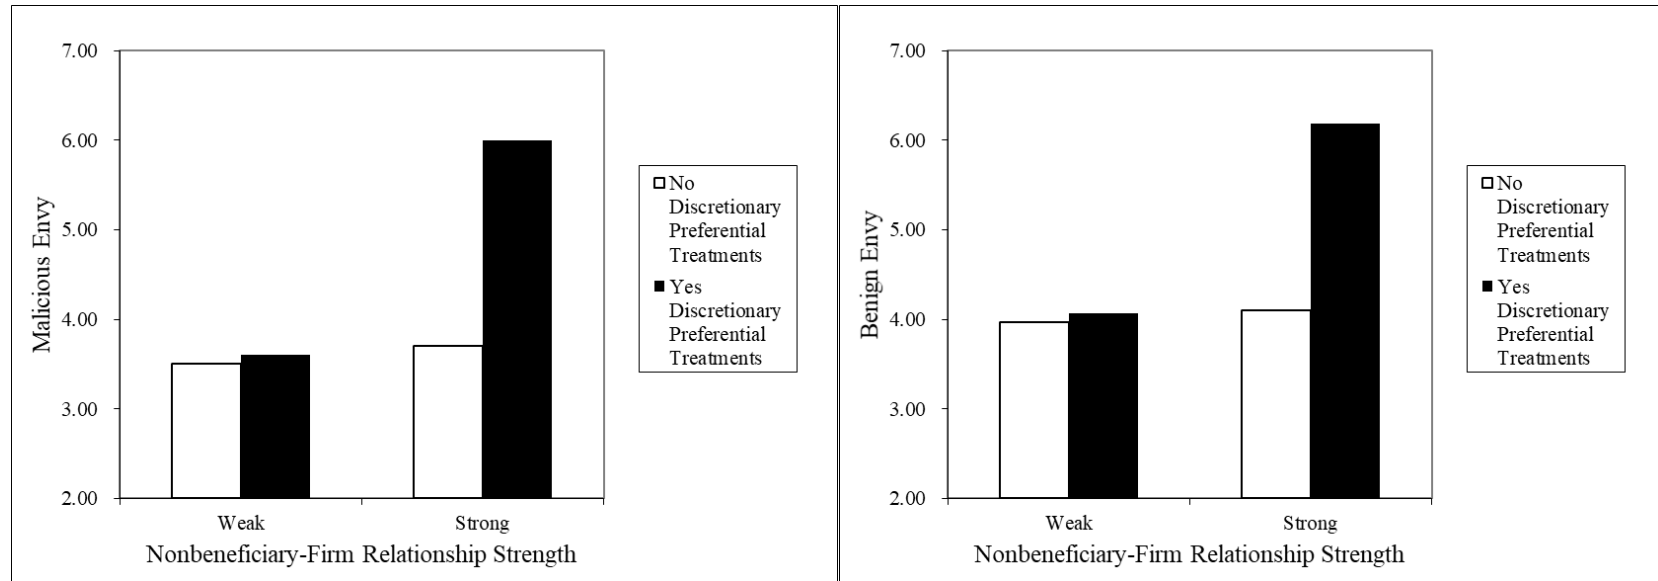 7.00
6.00
5.00
4.00
3.00
2.00
Malicious Envy
Weak
Strong
Nonbeneficiary-Firm Relationship Strength
No
Discretionary
Preferential
Treatments
Yes
Discretionary
Preferential
Treatments
7.00
6.00
5.00
4.00
3.00
2.00
Benign Envy
Weak
Strong
Nonbeneficiary-Firm Relationship Strength
No
Discretionary
Preferential
Treatments
Yes
Discretionary
Preferential
Treatments